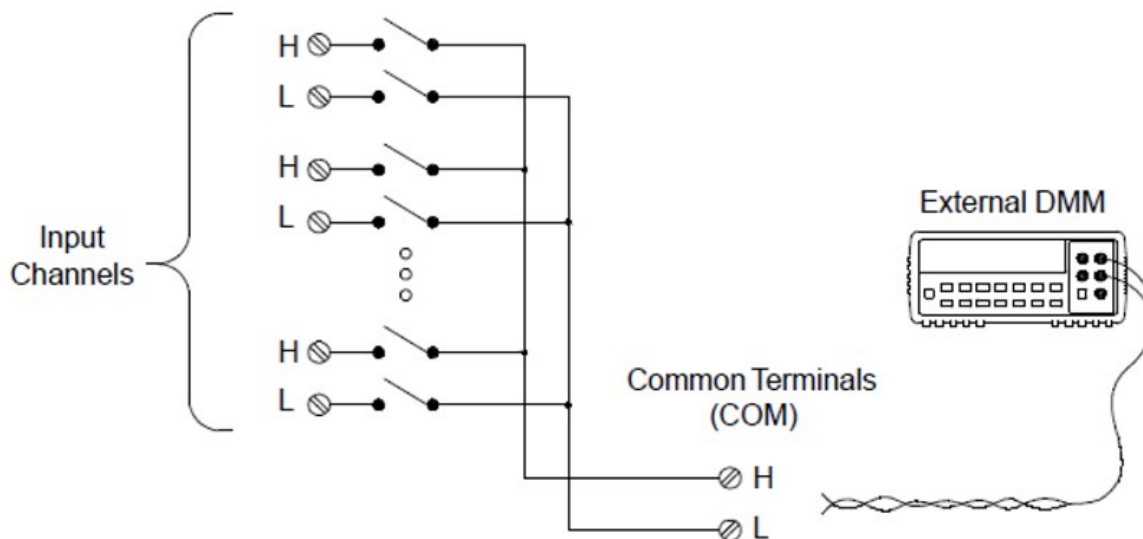 H
L
H
L
Input
Channels
H
L
External DMM
Common Terminals
(COM)
H
L